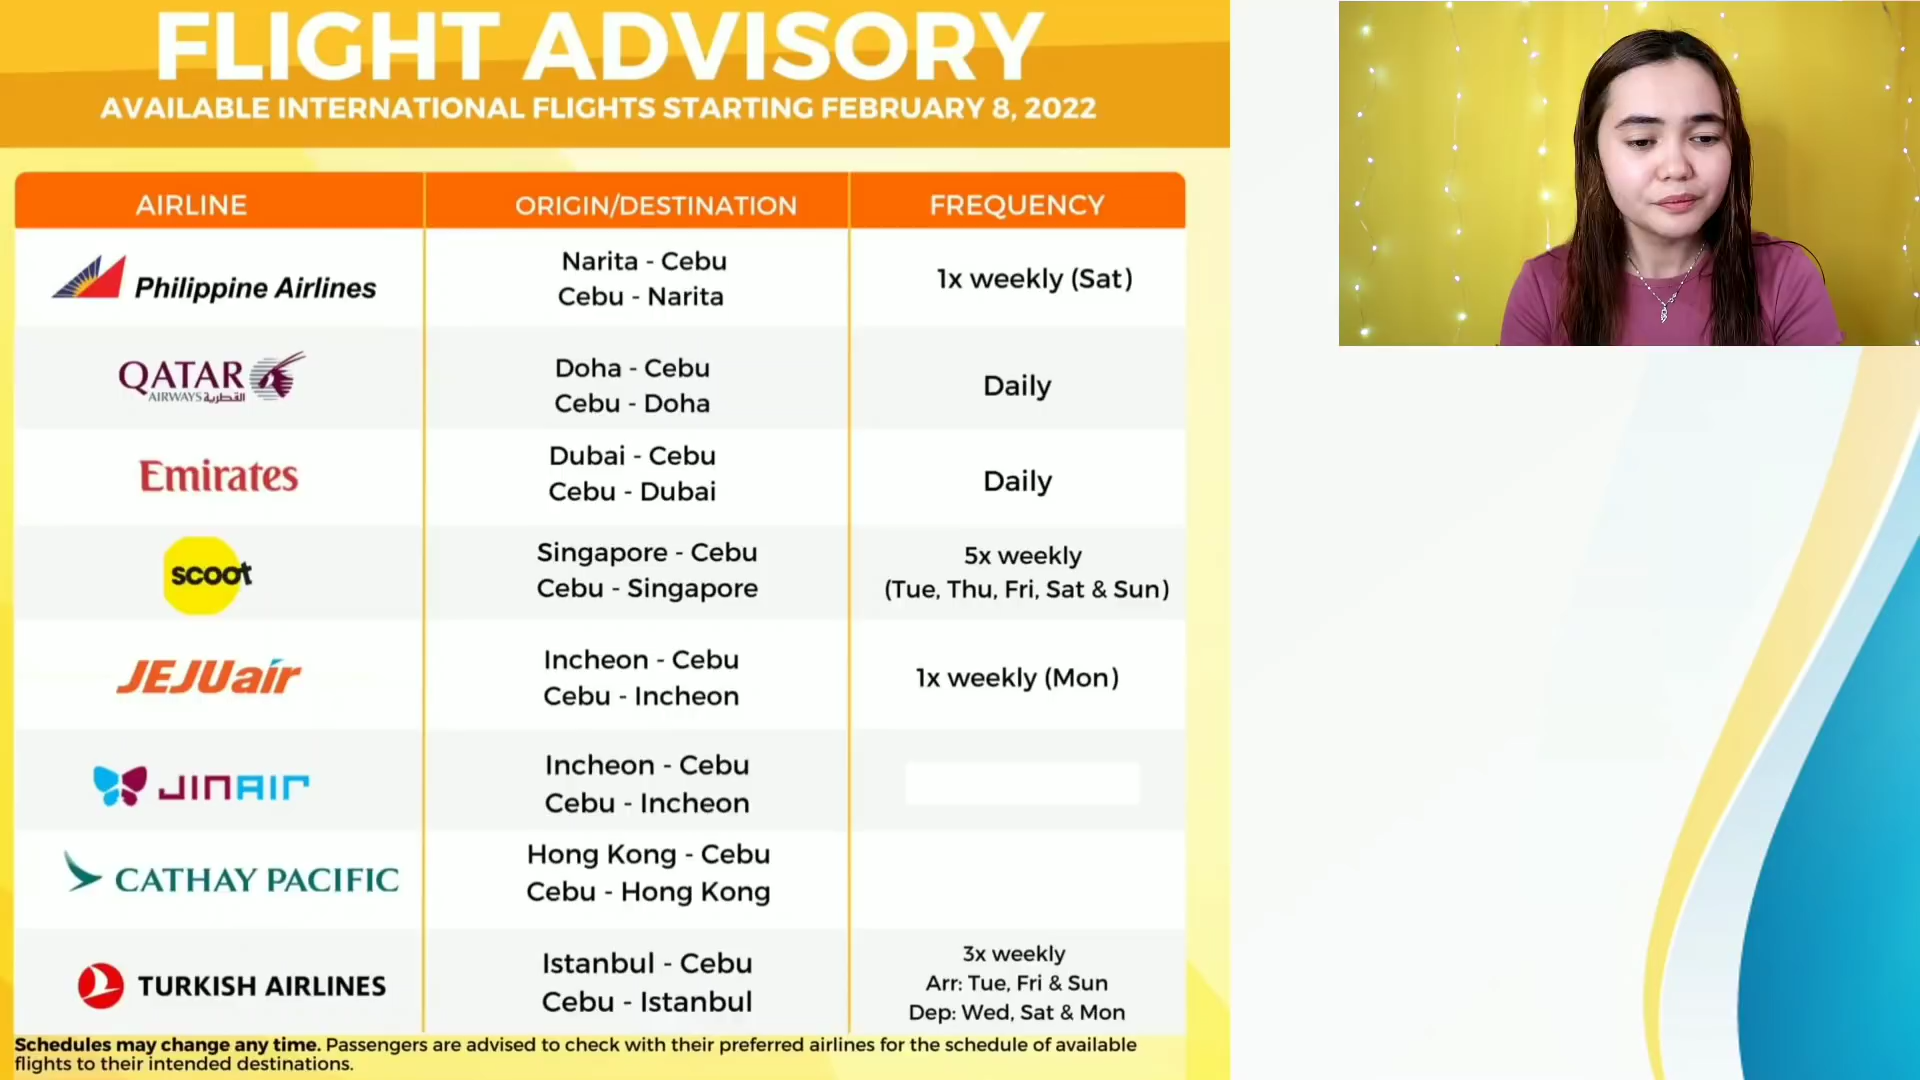 FLIGHT ADVISORY
AVAILABLE INTERNATIONAL FLIGHTS STARTING FEBRUARY 8, 2022
AIRLINE ORIGIN/DESTINATION FREQUENCY
Philippine Airlines
Narita - Cebu
Cebu - Narita
1x weekly (Sat)
QATAR
AIRWAYS القطرية
Doha - Cebu
Cebu - Doha
Daily
Emirates
Dubai - Cebu
Cebu - Dubai
Daily
scoot
Singapore - Cebu
Cebu - Singapore
5x weekly
(Tue, Thu, Fri, Sat & Sun)
JEJUair
Incheon - Cebu
Cebu - Incheon
1x weekly (Mon)
JINAIR
Incheon - Cebu
Cebu - Incheon
CATHAY PACIFIC
Hong Kong - Cebu
Cebu - Hong Kong
TURKISH AIRLINES
Istanbul - Cebu
Cebu - Istanbul
3x weekly
Arr: Tue, Fri & Sun
Dep: Wed, Sat & Mon
Schedules may change any time. Passengers are advised to check with their preferred airlines for the schedule of available
flights to their intended destinations.